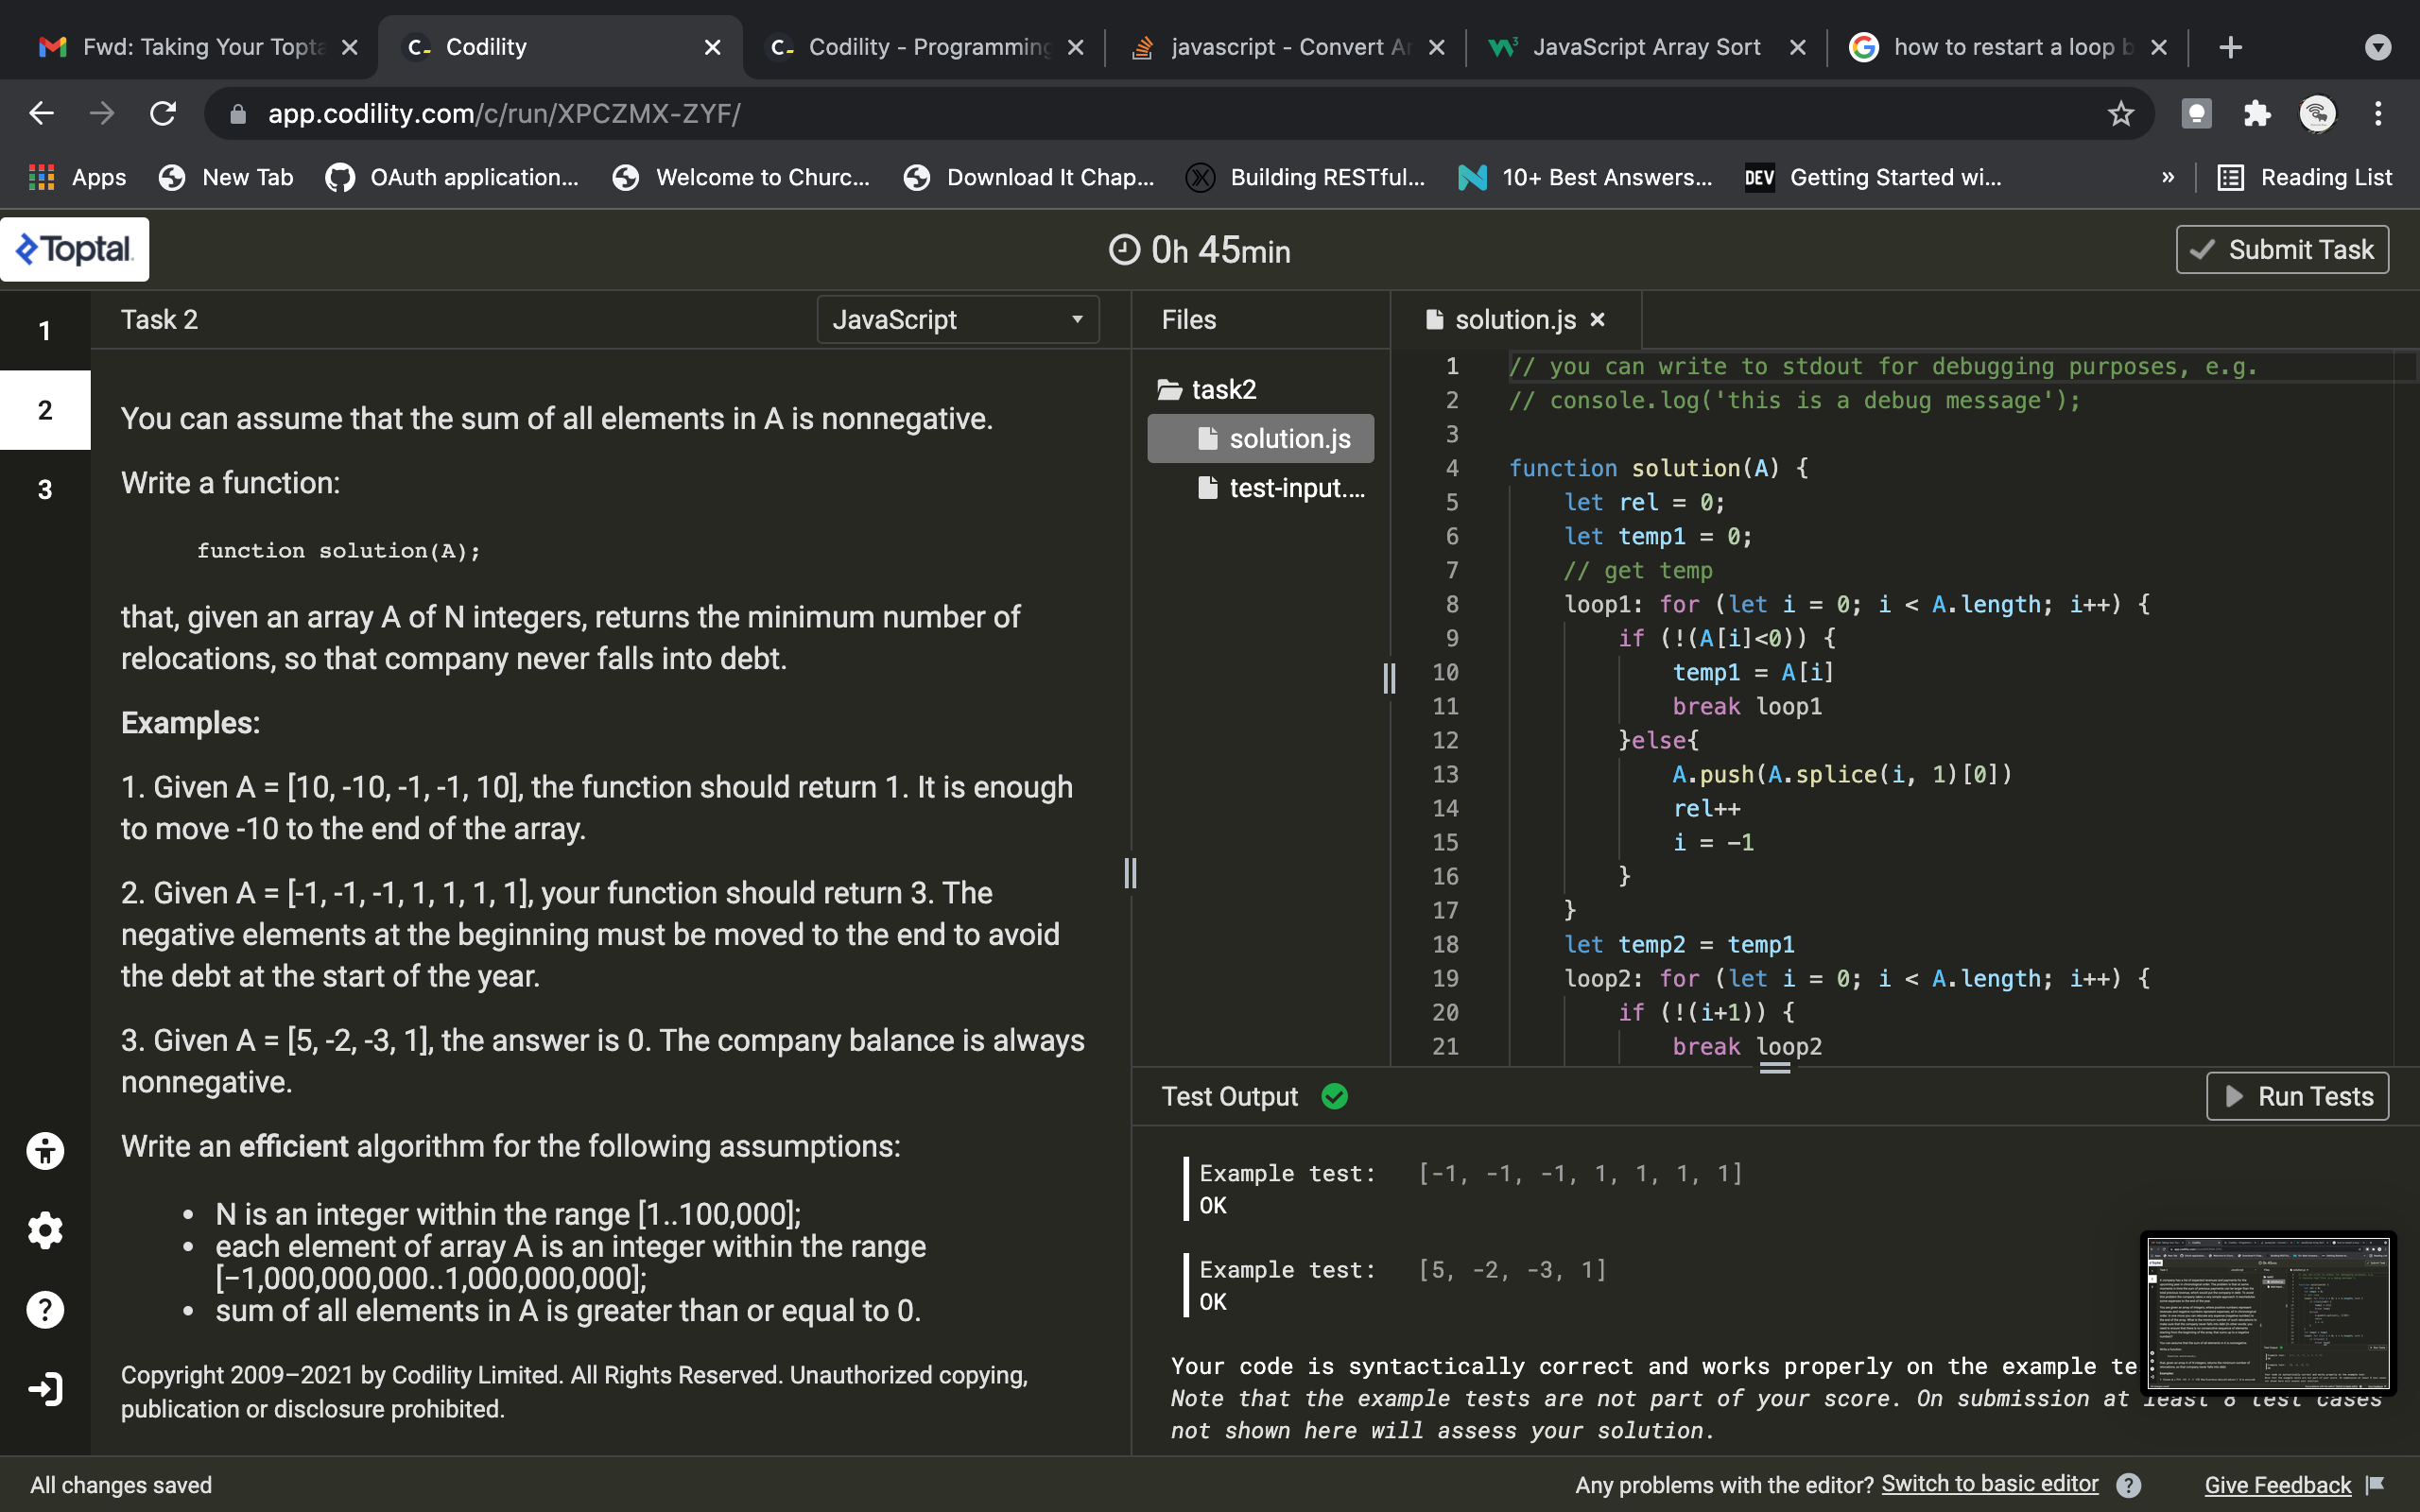 Fwd: Taking Your Topta
Codility
Codility - Programming
javascript - Convert Ar
JavaScript Array Sort
how to restart a loop b
app.codility.com/c/run/XPCZMX-ZYF/
Apps
New Tab
OAuth application...
Welcome to Churc...
Download It Chap...
Building RESTful...
10+ Best Answers...
DEV
Getting Started wi...
»
Reading List
Toptal.
0h 45min
Submit Task
1
2
3
Task 2
JavaScript
You can assume that the sum of all elements in A is nonnegative.
Write a function:
function solution(A);
that, given an array A of N integers, returns the minimum number of
relocations, so that company never falls into debt.
Examples:
1. Given A = [10, -10, -1, -1, 10], the function should return 1. It is enough
to move -10 to the end of the array.
2. Given A = [-1, -1, -1, 1, 1, 1, 1], your function should return 3. The
negative elements at the beginning must be moved to the end to avoid
the debt at the start of the year.
3. Given A = [5, -2, -3, 1], the answer is 0. The company balance is always
nonnegative.
Write an efficient algorithm for the following assumptions:
• N is an integer within the range [1..100,000];
• each element of array A is an integer within the range
[−1,000,000,000..1,000,000,000];
• sum of all elements in A is greater than or equal to 0.
Copyright 2009–2021 by Codility Limited. All Rights Reserved. Unauthorized copying,
publication or disclosure prohibited.
Files
task2
solution.js
test-input....
solution.js
1 // you can write to stdout for debugging purposes, e.g.
2 // console.log('this is a debug message');
3
4 function solution(A) {
5 let rel = 0;
6 let temp1 = 0;
7 // get temp
8 loop1: for (let i = 0; i < A.length; i++) {
9 if (!(A[i]<0)) {
10 temp1 = A[i]
11 break loop1
12 }else{
13 A.push(A.splice(i, 1)[0])
14 rel++
15 i = -1
16 }
17 }
18 let temp2 = temp1
19 loop2: for (let i = 0; i < A.length; i++) {
20 if (!(i+1)) {
21 break loop2
Test Output
Run Tests
Example test: [-1, -1, -1, 1, 1, 1, 1]
OK
Example test: [5, -2, -3, 1]
OK
Your code is syntactically correct and works properly on the example te
Note that the example tests are not part of your score. On submission at least 8 test cases
not shown here will assess your solution.
All changes saved
Any problems with the editor? Switch to basic editor
?
Give Feedback